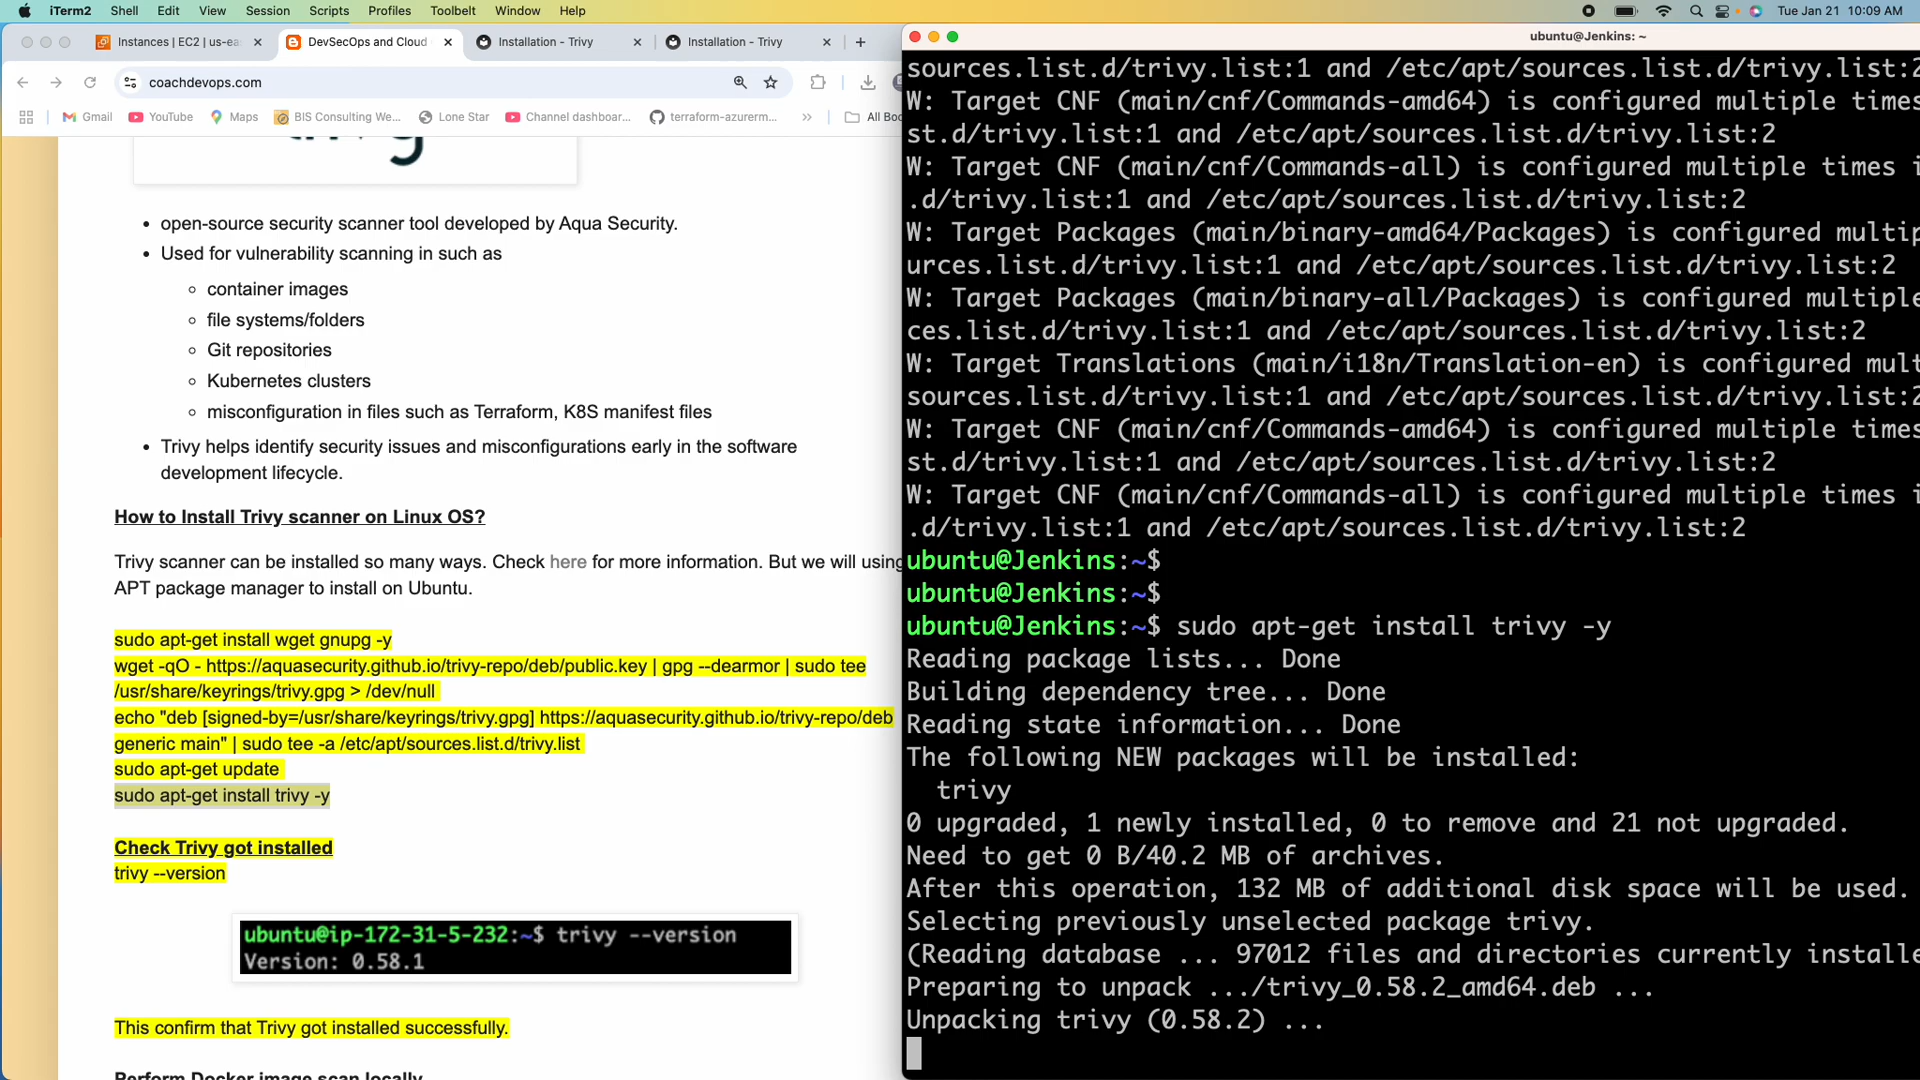 iTerm2 Shell Edit View Session Scripts Profiles Toolbelt Window Help Tue Jan 21 10:09 AM
Instances | EC2 | us-ea DevSecOps and Cloud Installation - Trivy Installation - Trivy
coachdevops.com
Gmail YouTube Maps BIS Consulting We... Lone Star Channel dashboar... terraform-azurerm... » All Bo
trivy
• open-source security scanner tool developed by Aqua Security.
• Used for vulnerability scanning in such as
container images
file systems/folders
Git repositories
Kubernetes clusters
misconfiguration in files such as Terraform, K8S manifest files
• Trivy helps identify security issues and misconfigurations early in the software
development lifecycle.
How to Install Trivy scanner on Linux OS?
Trivy scanner can be installed so many ways. Check here for more information. But we will using
APT package manager to install on Ubuntu.
sudo apt-get install wget gnupg -y
wget -qO - https://aquasecurity.github.io/trivy-repo/deb/public.key | gpg --dearmor | sudo tee
/usr/share/keyrings/trivy.gpg > /dev/null
echo "deb [signed-by=/usr/share/keyrings/trivy.gpg] https://aquasecurity.github.io/trivy-repo/deb
generic main" | sudo tee -a /etc/apt/sources.list.d/trivy.list
sudo apt-get update
sudo apt-get install trivy -y
Check Trivy got installed
trivy --version
ubuntu@ip-172-31-5-232:~$ trivy --version
Version: 0.58.1
This confirm that Trivy got installed successfully.
Perform Docker image scan locally
ubuntu@Jenkins: ~
sources.list.d/trivy.list:1 and /etc/apt/sources.list.d/trivy.list:2
W: Target CNF (main/cnf/Commands-amd64) is configured multiple times
st.d/trivy.list:1 and /etc/apt/sources.list.d/trivy.list:2
W: Target CNF (main/cnf/Commands-all) is configured multiple times i
.d/trivy.list:1 and /etc/apt/sources.list.d/trivy.list:2
W: Target Packages (main/binary-amd64/Packages) is configured multip
urces.list.d/trivy.list:1 and /etc/apt/sources.list.d/trivy.list:2
W: Target Packages (main/binary-all/Packages) is configured multiple
ces.list.d/trivy.list:1 and /etc/apt/sources.list.d/trivy.list:2
W: Target Translations (main/i18n/Translation-en) is configured mult
sources.list.d/trivy.list:1 and /etc/apt/sources.list.d/trivy.list:2
W: Target CNF (main/cnf/Commands-amd64) is configured multiple times
st.d/trivy.list:1 and /etc/apt/sources.list.d/trivy.list:2
W: Target CNF (main/cnf/Commands-all) is configured multiple times i
.d/trivy.list:1 and /etc/apt/sources.list.d/trivy.list:2
ubuntu@Jenkins:~$
ubuntu@Jenkins:~$
ubuntu@Jenkins:~$ sudo apt-get install trivy -y
Reading package lists... Done
Building dependency tree... Done
Reading state information... Done
The following NEW packages will be installed:
trivy
0 upgraded, 1 newly installed, 0 to remove and 21 not upgraded.
Need to get 0 B/40.2 MB of archives.
After this operation, 132 MB of additional disk space will be used.
Selecting previously unselected package trivy.
(Reading database ... 97012 files and directories currently installe
Preparing to unpack .../trivy_0.58.2_amd64.deb ...
Unpacking trivy (0.58.2) ...